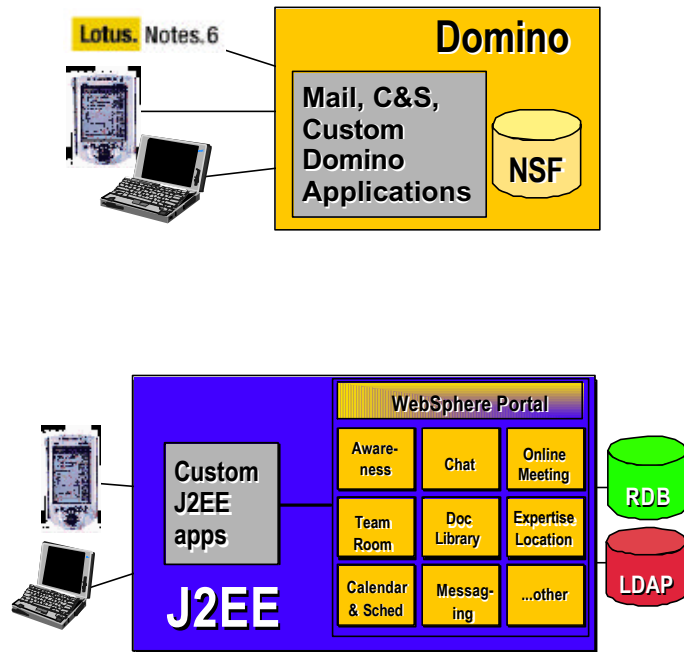 Lotus. Notes.6
Domino
Mail, C&S,
Custom
Domino
Applications
NSF
WebSphere Portal
Custom
J2EE
apps
J2EE
Aware-
ness
Chat
Online
Meeting
Team
Room
Doc
Library
Expertise
Location
Calendar
& Sched
Messag-
ing
...other
RDB
LDAP